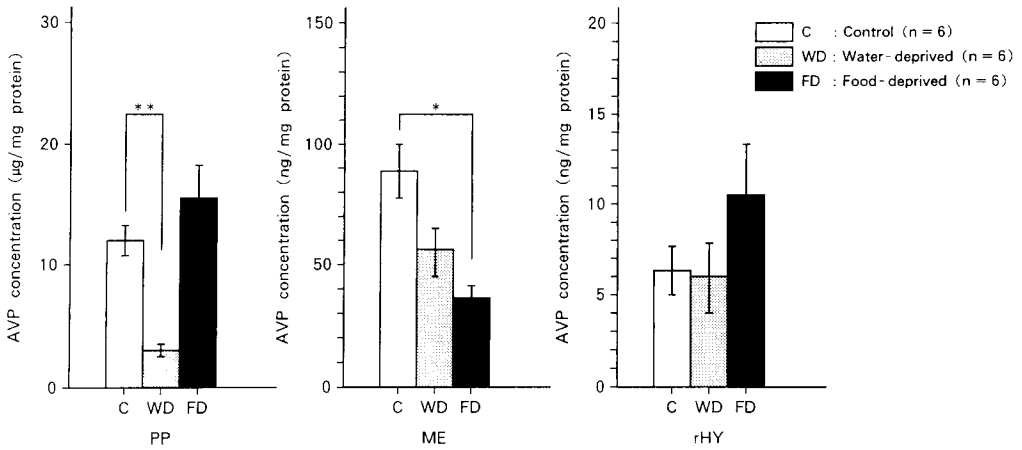 AVP concentration (μg/mg protein)
30
20
10
0
**
C WD FD
PP
AVP concentration (ng/mg protein)
150
100
50
0
*
C WD FD
ME
AVP concentration (ng/mg protein)
20
15
10
5
0
C WD FD
rHY
C : Control (n = 6)
WD : Water-deprived (n = 6)
FD : Food-deprived (n = 6)